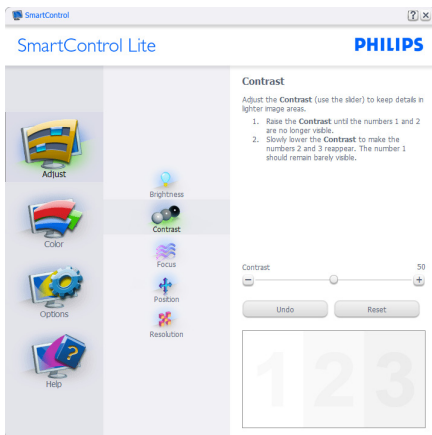 SmartControl
SmartControl Lite
PHILIPS
Adjust
Color
Options
Help
Brightness
Contrast
Focus
Position
Resolution
Contrast
Adjust the Contrast (use the slider) to keep details in
lighter image areas.
1. Raise the Contrast until the numbers 1 and 2
are no longer visible.
2. Slowly lower the Contrast to make the
numbers 2 and 3 reappear. The number 1
should remain barely visible.
Contrast 50
Undo Reset
1 2 3